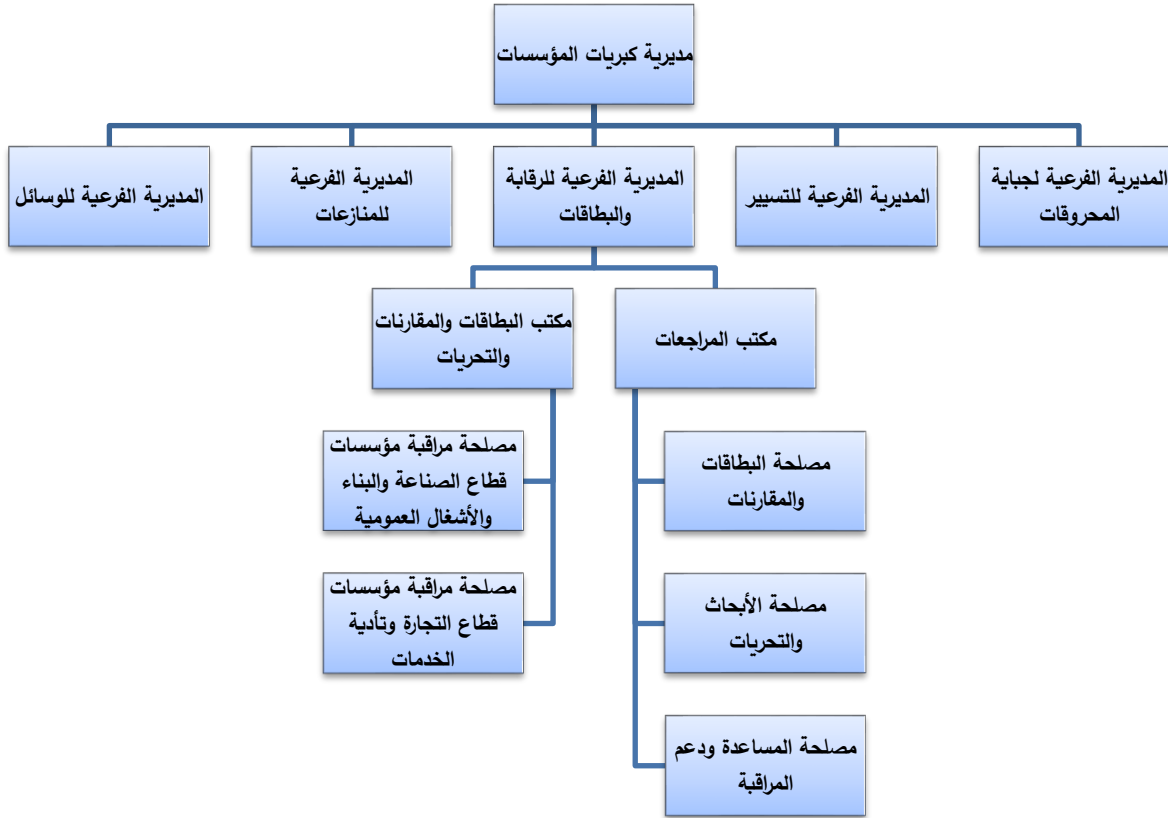 مديرية كبريات المؤسسات
المديرية الفرعية لجباية
المحروقات
المديرية الفرعية للتسيير
المديرية الفرعية للرقابة
والبطاقات
المديرية الفرعية
للمنازعات
المديرية الفرعية للوسائل
مكتب المراجعات
مكتب البطاقات والمقارنات
والتحريات
مصلحة البطاقات
والمقارنات
مصلحة مراقبة مؤسسات
قطاع الصناعة والبناء
والأشغال العمومية
مصلحة الأبحاث
والتحريات
مصلحة مراقبة مؤسسات
قطاع التجارة وتأدية
الخدمات
مصلحة المساعدة ودعم
المراقبة